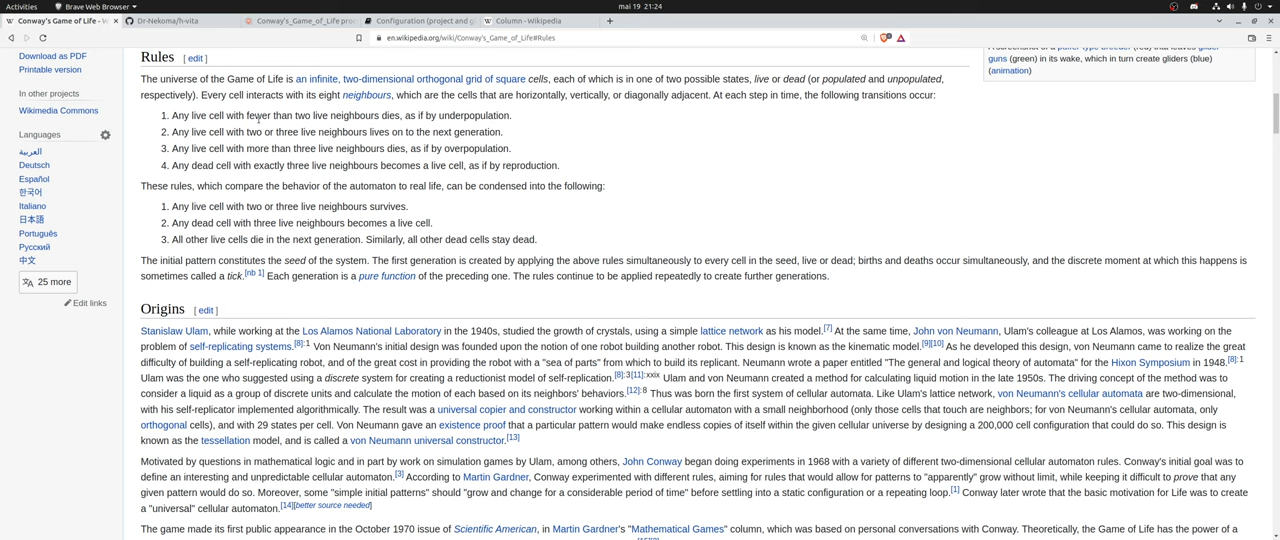 Activities
Brave Web Browser
mai 19 21:24
Conway's Game of Life - W
Dr-Nekoma/h-vita
Conway's_Game_of_Life pro
Configuration (project and g
Column - Wikipedia
en.wikipedia.org/wiki/Conway's_Game_of_Life#Rules
Download as PDF
Printable version
In other projects
Wikimedia Commons
Languages
العربية
Deutsch
Español
한국어
Italiano
日本語
Português
Русский
中文
25 more
Edit links
Rules [ edit ]
The universe of the Game of Life is an infinite, two-dimensional orthogonal grid of square cells, each of which is in one of two possible states, live or dead (or populated and unpopulated,
respectively). Every cell interacts with its eight neighbours, which are the cells that are horizontally, vertically, or diagonally adjacent. At each step in time, the following transitions occur:
1. Any live cell with fewer than two live neighbours dies, as if by underpopulation.
2. Any live cell with two or three live neighbours lives on to the next generation.
3. Any live cell with more than three live neighbours dies, as if by overpopulation.
4. Any dead cell with exactly three live neighbours becomes a live cell, as if by reproduction.
These rules, which compare the behavior of the automaton to real life, can be condensed into the following:
1. Any live cell with two or three live neighbours survives.
2. Any dead cell with three live neighbours becomes a live cell.
3. All other live cells die in the next generation. Similarly, all other dead cells stay dead.
The initial pattern constitutes the seed of the system. The first generation is created by applying the above rules simultaneously to every cell in the seed, live or dead; births and deaths occur simultaneously, and the discrete moment at which this happens is
sometimes called a tick.[nb 1] Each generation is a pure function of the preceding one. The rules continue to be applied repeatedly to create further generations.
A screenshot of a puffer-type breeder (red) that leaves glider
guns (green) in its wake, which in turn create gliders (blue)
(animation)
Origins [ edit ]
Stanislaw Ulam, while working at the Los Alamos National Laboratory in the 1940s, studied the growth of crystals, using a simple lattice network as his model.[7] At the same time, John von Neumann, Ulam's colleague at Los Alamos, was working on the
problem of self-replicating systems.[8]:1 Von Neumann's initial design was founded upon the notion of one robot building another robot. This design is known as the kinematic model.[9][10] As he developed this design, von Neumann came to realize the great
difficulty of building a self-replicating robot, and of the great cost in providing the robot with a "sea of parts" from which to build its replicant. Neumann wrote a paper entitled "The general and logical theory of automata" for the Hixon Symposium in 1948.[8]:1
Ulam was the one who suggested using a discrete system for creating a reductionist model of self-replication.[8]:3[11]:xxix Ulam and von Neumann created a method for calculating liquid motion in the late 1950s. The driving concept of the method was to
consider a liquid as a group of discrete units and calculate the motion of each based on its neighbors' behaviors.[12]:8 Thus was born the first system of cellular automata. Like Ulam's lattice network, von Neumann's cellular automata are two-dimensional,
with his self-replicator implemented algorithmically. The result was a universal copier and constructor working within a cellular automaton with a small neighborhood (only those cells that touch are neighbors; for von Neumann's cellular automata, only
orthogonal cells), and with 29 states per cell. Von Neumann gave an existence proof that a particular pattern would make endless copies of itself within the given cellular universe by designing a 200,000 cell configuration that could do so. This design is
known as the tessellation model, and is called a von Neumann universal constructor.[13]
Motivated by questions in mathematical logic and in part by work on simulation games by Ulam, among others, John Conway began doing experiments in 1968 with a variety of different two-dimensional cellular automaton rules. Conway's initial goal was to
define an interesting and unpredictable cellular automaton.[3] According to Martin Gardner, Conway experimented with different rules, aiming for rules that would allow for patterns to "apparently" grow without limit, while keeping it difficult to prove that any
given pattern would do so. Moreover, some "simple initial patterns" should "grow and change for a considerable period of time" before settling into a static configuration or a repeating loop.[1] Conway later wrote that the basic motivation for Life was to create
a "universal" cellular automaton.[14][better source needed]
The game made its first public appearance in the October 1970 issue of Scientific American, in Martin Gardner's "Mathematical Games" column, which was based on personal conversations with Conway. Theoretically, the Game of Life has the power of a